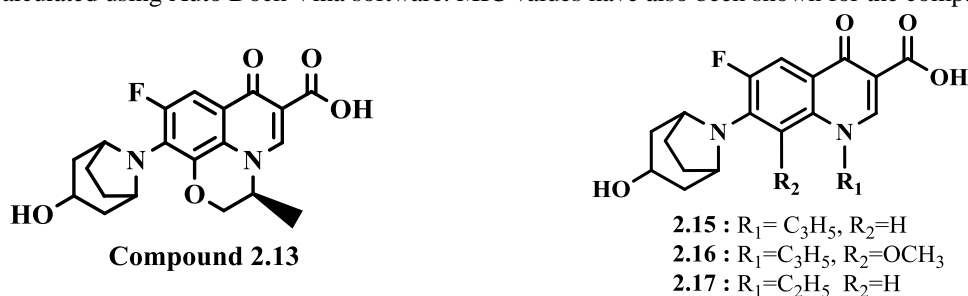 calculated using Auto Dock Vina software. MIC values have also been shown for the comp
O O
F OH
N N
HO O
Compound 2.13
O O
F OH
N N
HO R2 R1
2.15 : R1= C3H5, R2=H
2.16 : R1=C3H5, R2=OCH3
2.17 : R1=C2H5 R2=H